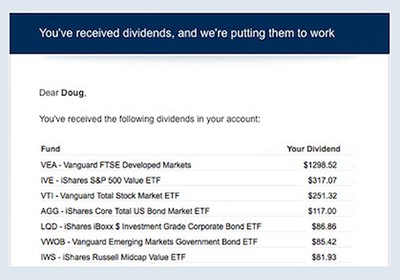 You've received dividends, and we're putting them to work
Dear Doug,
You've received the following dividends in your account:
Fund Your Dividend
VEA - Vanguard FTSE Developed Markets $1298.52
IVE - iShares S&P 500 Value ETF $317.07
VTI - Vanguard Total Stock Market ETF $251.32
AGG - iShares Core Total US Bond Market ETF $117.00
LQD - iShares iBoxx $ Investment Grade Corporate Bond ETF $86.86
VWOB - Vanguard Emerging Markets Government Bond ETF $85.42
IWS - iShares Russell Midcap Value ETF $81.93